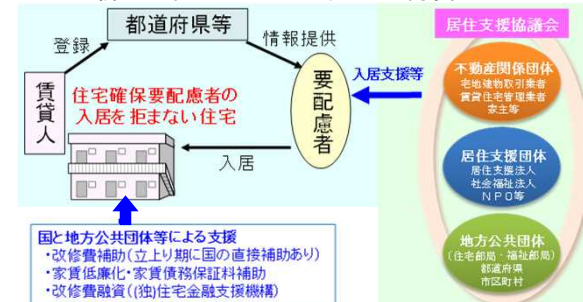 都道府県等
登録
情報提供
賃貸人
住宅確保要配慮者の
入居を拒まない住宅
要配慮者
入居
入居支援等
国と地方公共団体等による支援
・改修費補助(立上り期に国の直接補助あり)
・家賃低廉化・家賃債務保証料補助
・改修費融資((独)住宅金融支援機構)
居住支援協議会
不動産関係団体
宅地建物取引業者
賃貸住宅管理業者
家主等
居住支援団体
居住支援法人
社会福祉法人
NPO等
地方公共団体
(住宅部局・福祉部局)
都道府県
市区町村